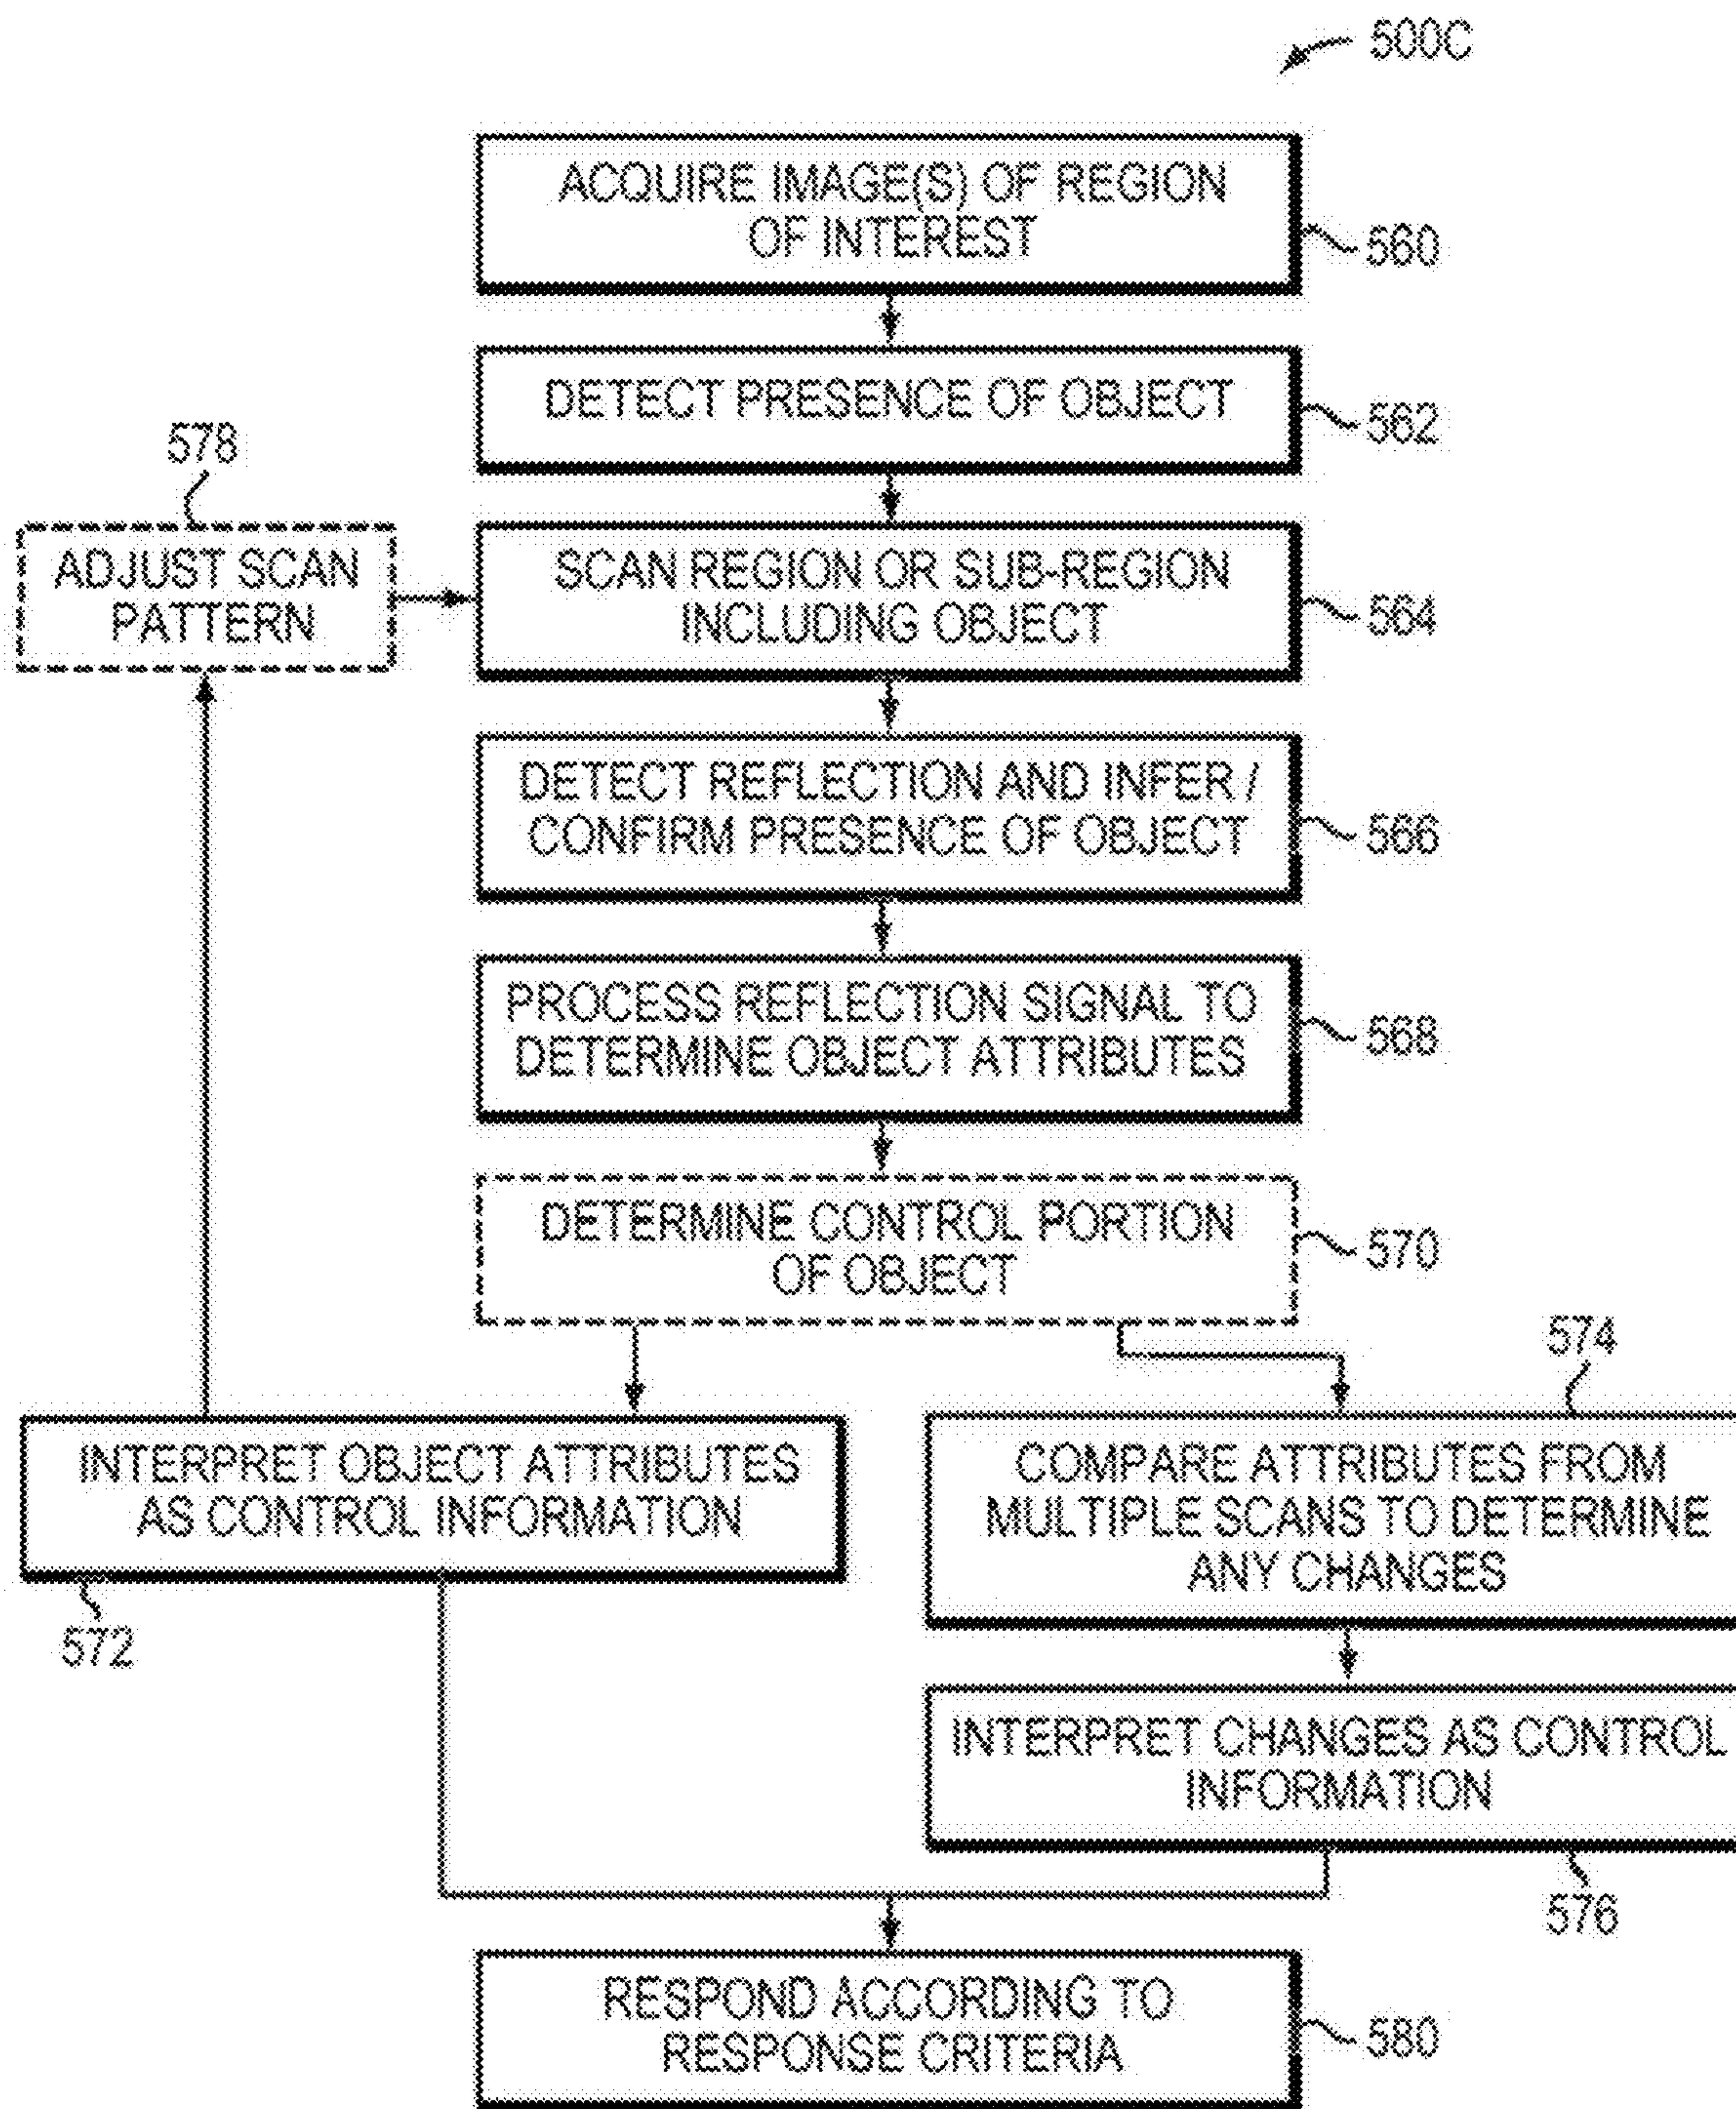 500C
ACQUIRE IMAGE(S) OF REGION
OF INTEREST
560
DETECT PRESENCE OF OBJECT
562
578
ADJUST SCAN
PATTERN
SCAN REGION OR SUB-REGION
INCLUDING OBJECT
564
DETECT REFLECTION AND INFER /
CONFIRM PRESENCE OF OBJECT
566
PROCESS REFLECTION SIGNAL TO
DETERMINE OBJECT ATTRIBUTES
568
DETERMINE CONTROL PORTION
OF OBJECT
570
INTERPRET OBJECT ATTRIBUTES
AS CONTROL INFORMATION
572
574
COMPARE ATTRIBUTES FROM
MULTIPLE SCANS TO DETERMINE
ANY CHANGES
INTERPRET CHANGES AS CONTROL
INFORMATION
576
RESPOND ACCORDING TO
RESPONSE CRITERIA
580